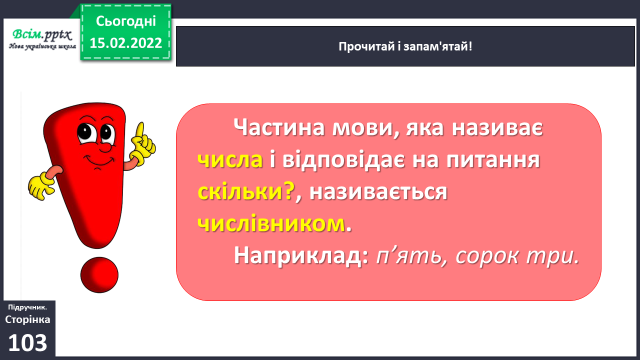 Всім.pptx
Нова українська школа
Сьогодні
15.02.2022
Прочитай і запам'ятай!
Частина мови, яка називає
числа і відповідає на питання
скільки?, називається
числівником.
Наприклад: п’ять, сорок три.
Підручник.
Сторінка
103